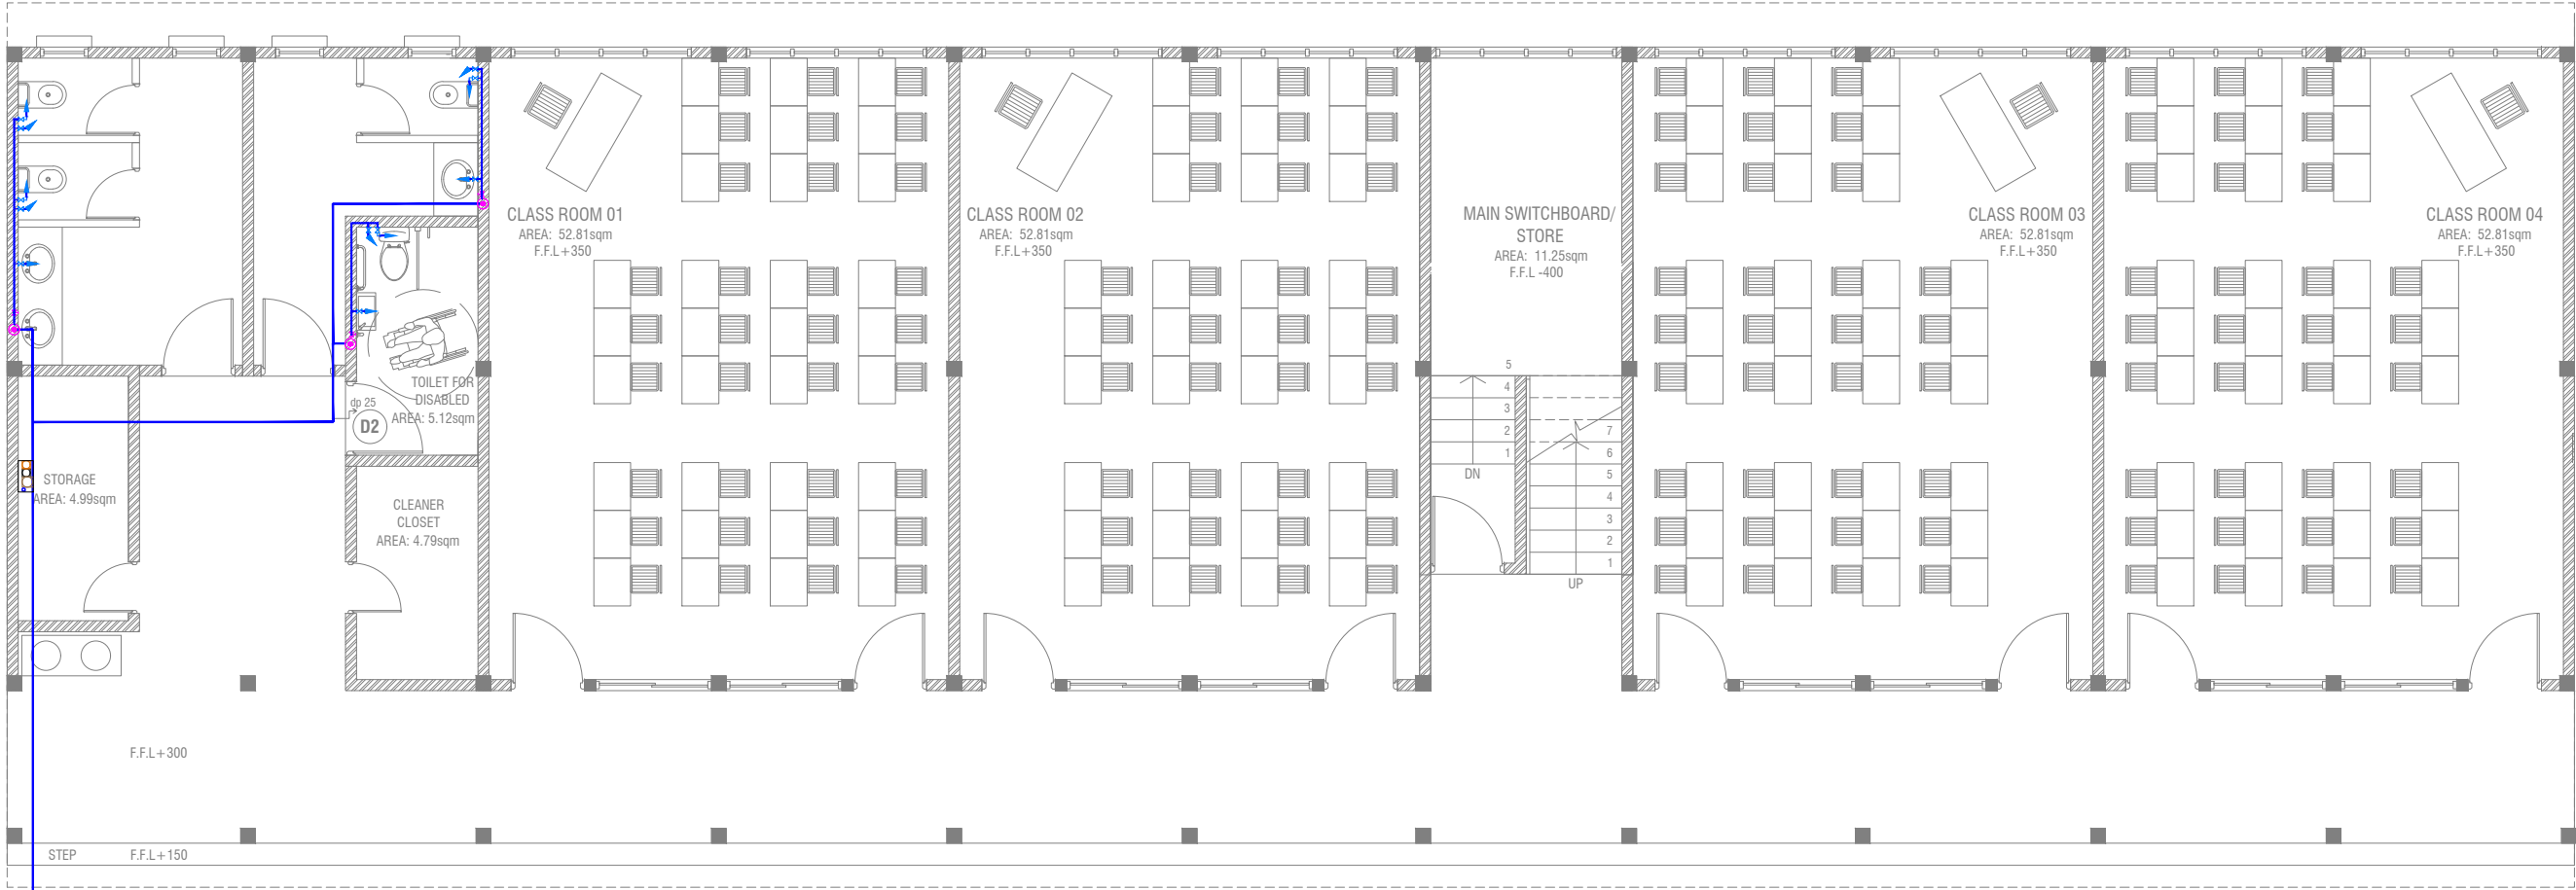 CLASS ROOM 01
AREA: 52.81sqm
F.F.L+350
CLASS ROOM 02
AREA: 52.81sqm
F.F.L+350
MAIN SWITCHBOARD/
STORE
AREA: 11.25sqm
F.F.L -400
CLASS ROOM 03
AREA: 52.81sqm
F.F.L+350
CLASS ROOM 04
AREA: 52.81sqm
F.F.L+350
TOILET FOR
DISABLED
AREA: 5.12sqm
dp 25
D2
STORAGE
AREA: 4.99sqm
CLEANER
CLOSET
AREA: 4.79sqm
5
4
3
2
1
DN
7
6
5
4
3
2
1
UP
F.F.L+300
STEP
F.F.L+150